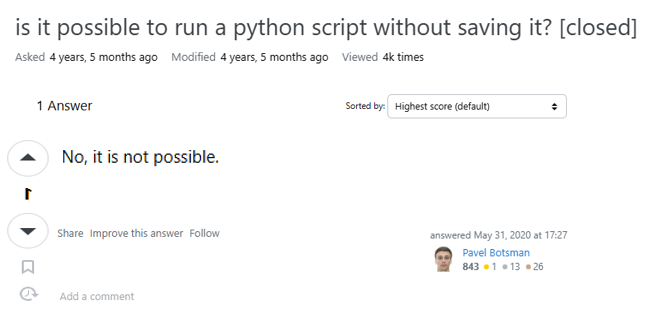 is it possible to run a python script without saving it? [closed]
Asked 4 years, 5 months ago Modified 4 years, 5 months ago Viewed 4k times
1 Answer
Sorted by: Highest score (default)
No, it is not possible.
1
Share Improve this answer Follow
answered May 31, 2020 at 17:27
Pavel Botsman
843 1 13 26
Add a comment